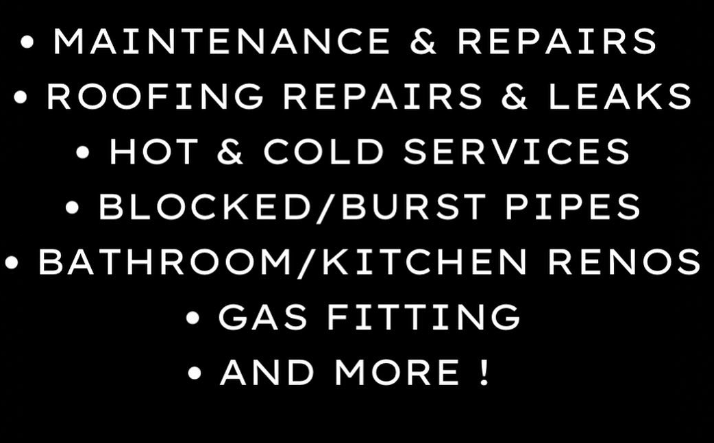 • MAINTENANCE & REPAIRS
• ROOFING REPAIRS & LEAKS
• HOT & COLD SERVICES
• BLOCKED/BURST PIPES
• BATHROOM/KITCHEN RENOS
• GAS FITTING
• AND MORE !